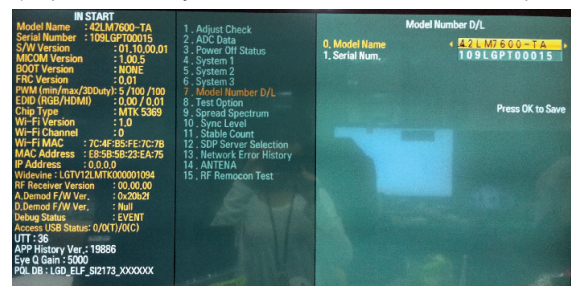 IN START
Model Name : 42LM7600-TA
Serial Number : 109LGPT00015
S/W Version : 01.10.00.01
MICOM Version : 1.00.5
BOOT Version : NONE
FRC Version : 0.01
PWM (min/max/3DDuty): 5 /100 /100
EDID (RGB/HDMI) : 0.00 / 0.01
Chip Type : MTK 5369
Wi-Fi Version : 1.0
Wi-Fi Channel : 0
Wi-Fi MAC : 7C:4F:B5:FE:7C:7B
MAC Address : E8:5B:5B:23:EA:75
IP Address : 0.0.0.0
Widevine : LGTV12LMTK000001094
RF Receiver Version : 00.00.00
A.Demod F/W Ver. : 0x20b2f
D.Demod F/W Ver. : Null
Debug Status : EVENT
Access USB Status: 0/0(T)/0(C)
UTT : 36
APP History Ver.: 19886
Eye Q Gain : 5000
PQL DB : LGD_ELF_SI2173_XXXXXX
1. Adjust Check
2. ADC Data
3. Power Off Status
4. System 1
5. System 2
6. System 3
7. Model Number D/L
8. Test Option
9. Spread Spectrum
10. Sync Level
11. Stable Count
12. SDP Server Selection
13. Network Error History
14. ANTENA
15. RF Remocon Test
Model Number D/L
0. Model Name 42LM7600-TA
1. Serial Num. 109LGPT00015
Press OK to Save